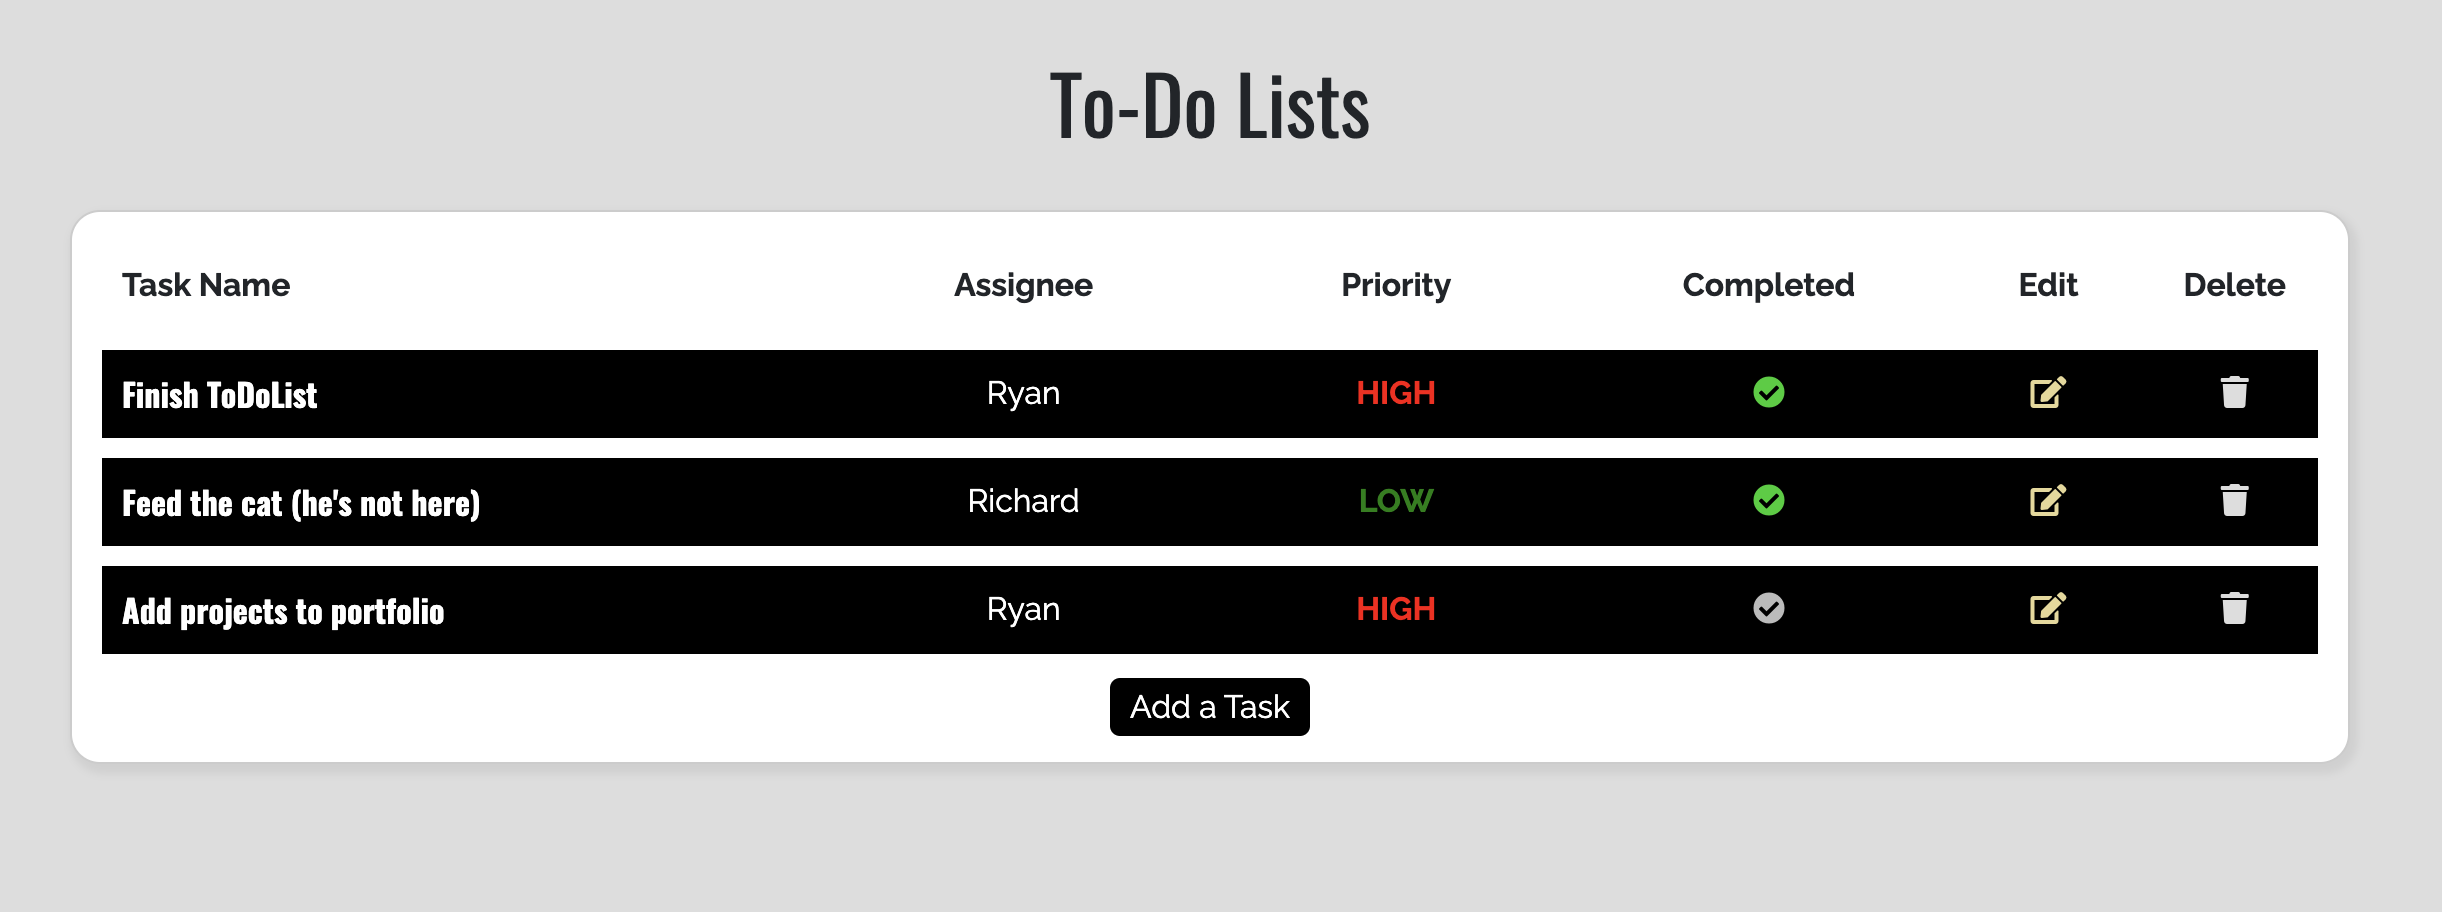 To-Do Lists
Task Name Assignee Priority Completed Edit Delete
Finish ToDoList Ryan HIGH
Feed the cat (he's not here) Richard LOW
Add projects to portfolio Ryan HIGH
Add a Task